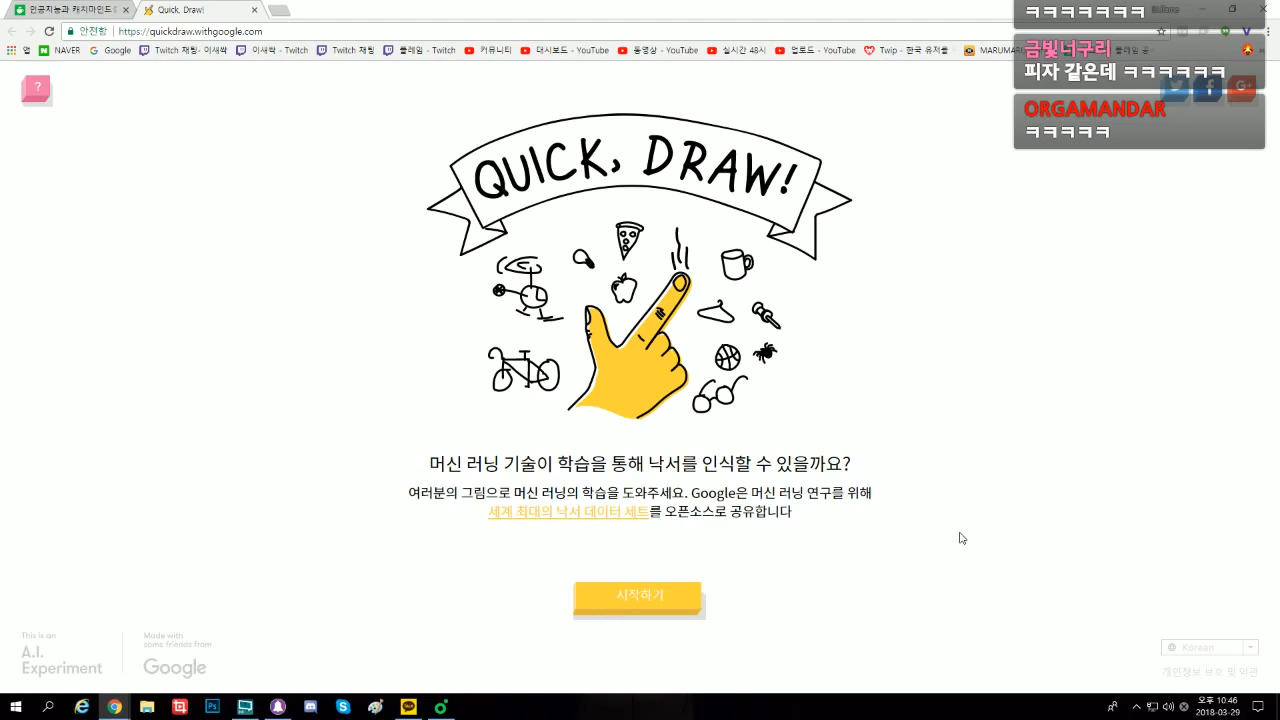 인공지능과 캐치마인드
Quick, Draw!
안전함
https://quickdraw.withgoogle.com
앱
NAVER
Google
Twitch 채팅- 이새싹
이새싹 - Twitch
Twitch 채팅
플레임 - Twitch
커뮤니티
대시보드 - YouTube
동영상 - YouTube
실시간 48시
업로드 - YouTube
Twip - 한국 유저를
ㅋㅋㅋㅋㅋㅋㅋ
금빛너구리
피자 같은데 ㅋㅋㅋㅋㅋㅋ
ORGAMANDAR
ㅋㅋㅋㅋㅋ
?
G+
QUICK, DRAW!
머신 러닝 기술이 학습을 통해 낙서를 인식할 수 있을까요?
여러분의 그림으로 머신 러닝의 학습을 도와주세요. Google은 머신 러닝 연구를 위해
세계 최대의 낙서 데이터 세트를 오픈소스로 공유합니다
시작하기
This is an
A.I.
Experiment
Made with
some friends from
Google
Korean
개인정보 보호 및 약관
오후 10:46
2018-03-29